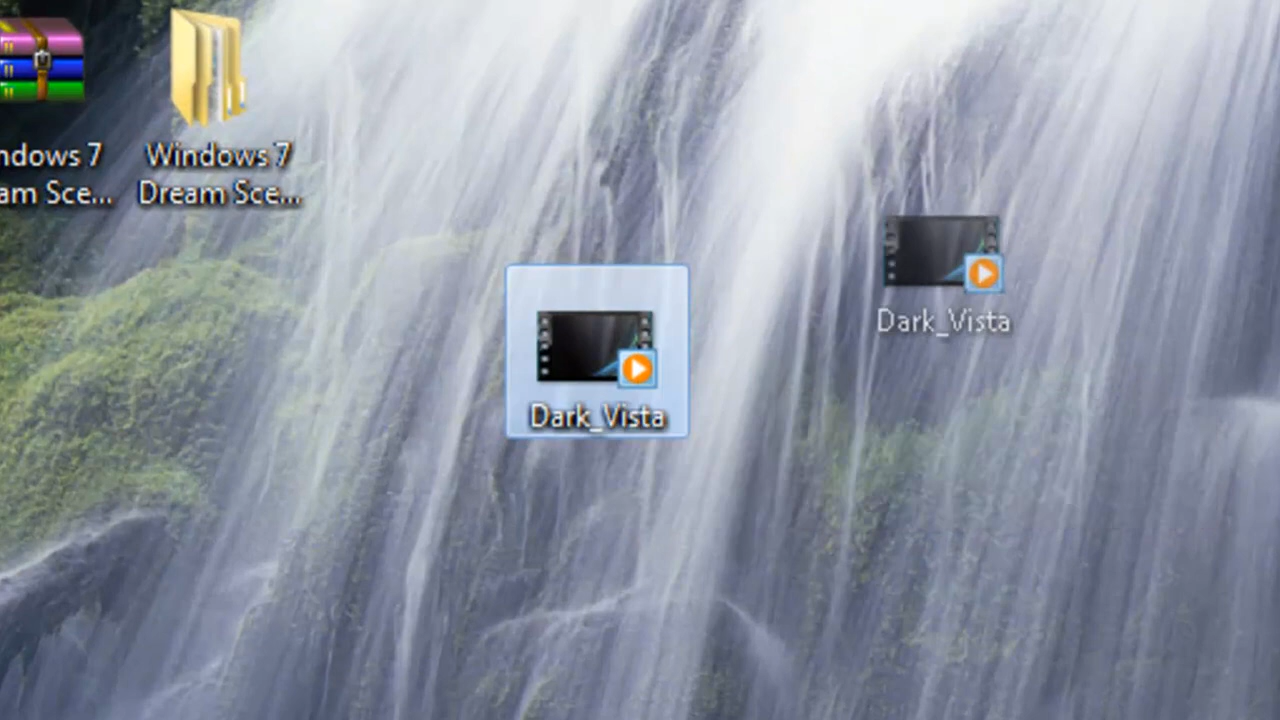 ndows 7
am Sce...
Windows 7
Dream Sce...
Dark_Vista
Dark_Vista